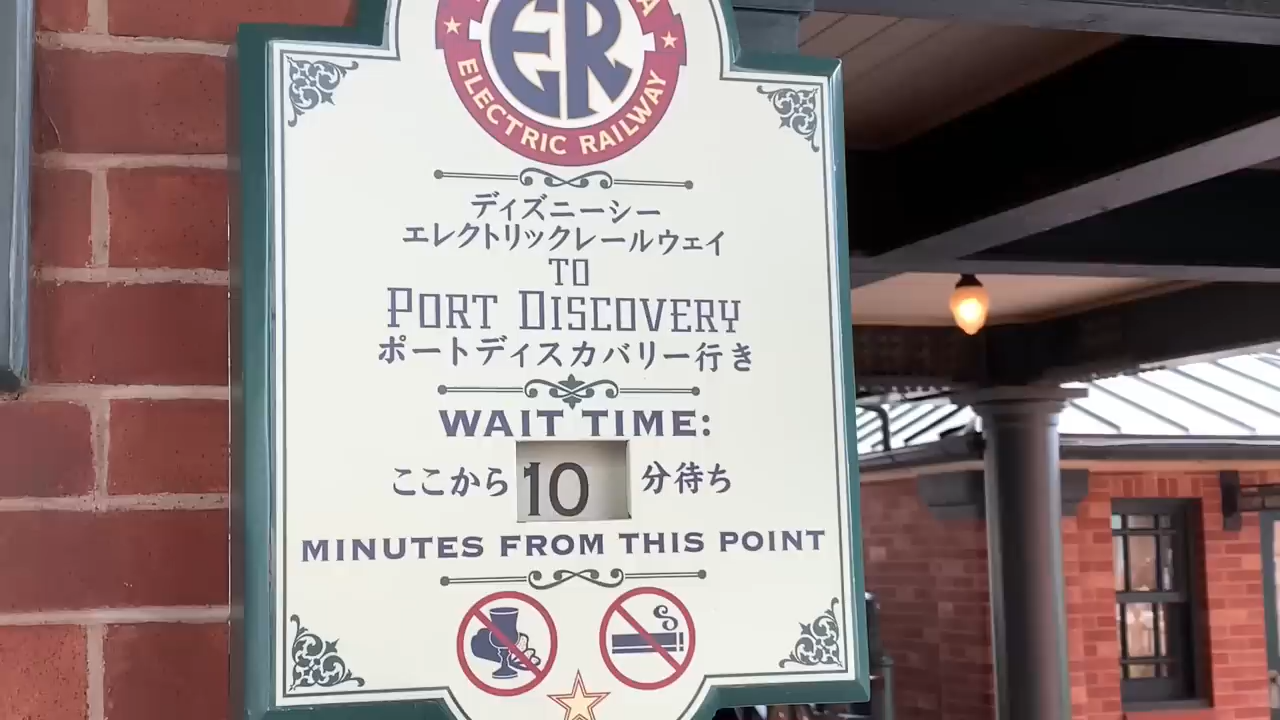 ER
ELECTRIC RAILWAY
ディズニーシー
エレクトリックレールウェイ
TO
PORT DISCOVERY
ポートディスカバリー行き
WAIT TIME:
ここから 10 分待ち
MINUTES FROM THIS POINT